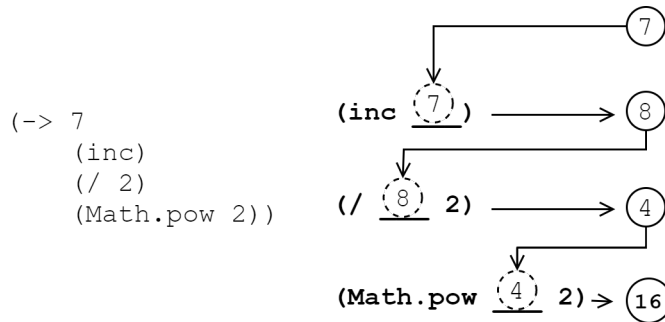 (-> 7
(inc)
(/ 2)
(Math.pow 2))
7
(inc 7) 8
(/ 8 2) 4
(Math.pow 4 2) 16